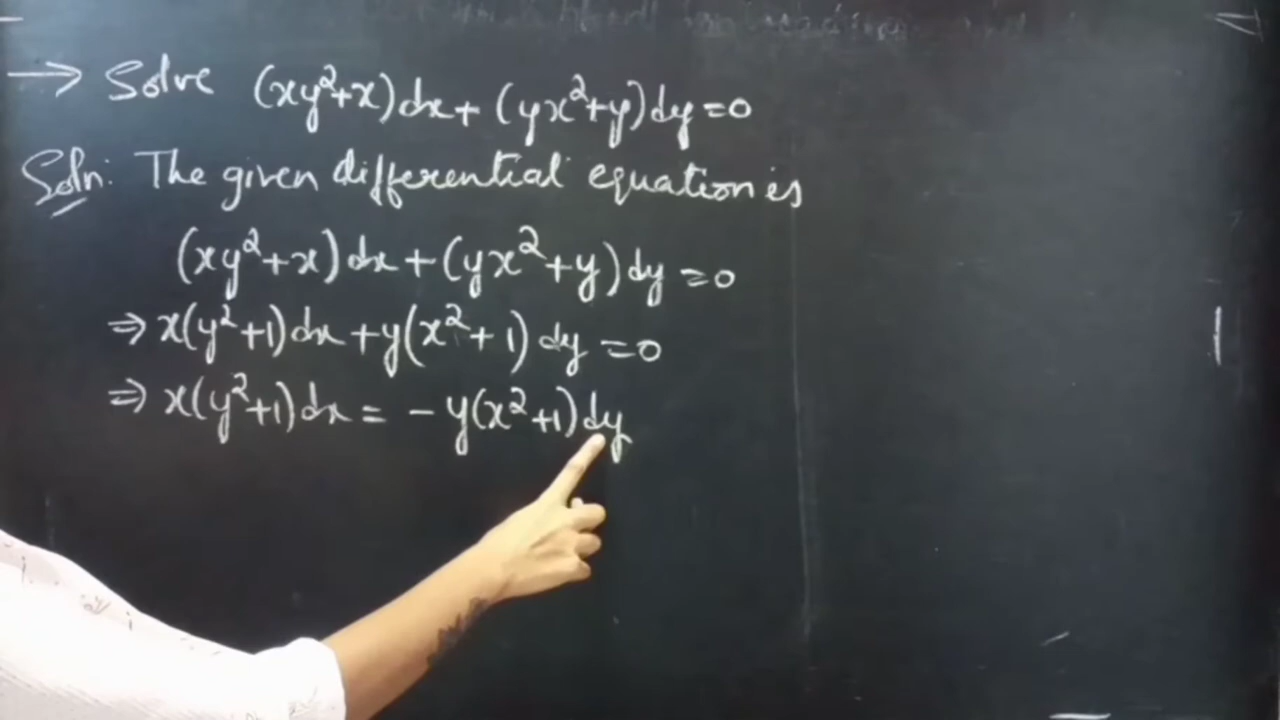 → Solve (xy²+x)dx+(yx²+y)dy=0
Soln: The given differential equation is
(xy²+x)dx+(yx²+y)dy=0
⇒x(y²+1)dx+y(x²+1)dy=0
⇒x(y²+1)dx=-y(x²+1)dy